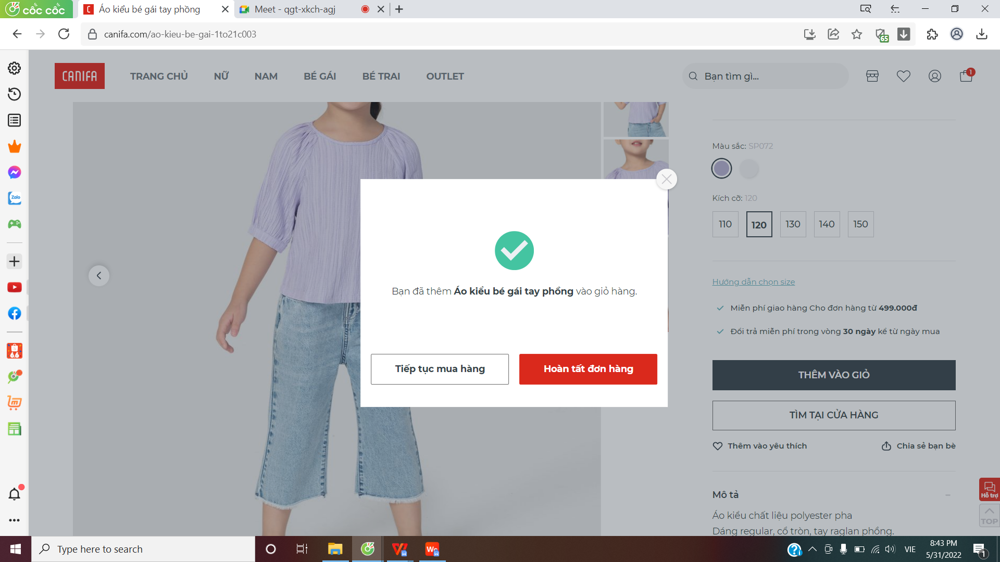 cốc cốc
Áo kiểu bé gái tay phồng
Meet - qgt-xkch-agj
canifa.com/ao-kieu-be-gai-1to21c003
65
CANIFA
TRANG CHỦ
NỮ
NAM
BÉ GÁI
BÉ TRAI
OUTLET
Bạn tìm gì...
1
Zalo
6.6
Màu sắc: SP072
Kích cỡ: 120
110
120
130
140
150
Hướng dẫn chọn size
Miễn phí giao hàng Cho đơn hàng từ 499.000đ
Đổi trả miễn phí trong vòng 30 ngày kể từ ngày mua
Bạn đã thêm Áo kiểu bé gái tay phồng vào giỏ hàng.
Tiếp tục mua hàng
Hoàn tất đơn hàng
THÊM VÀO GIỎ
TÌM TẠI CỬA HÀNG
Thêm vào yêu thích
Chia sẻ bạn bè
Mô tả
Áo kiểu chất liệu polyester pha
Dáng regular, cổ tròn, tay raglan phồng.
Hỗ trợ
TOP
Type here to search
VIE
8:43 PM
5/31/2022
1